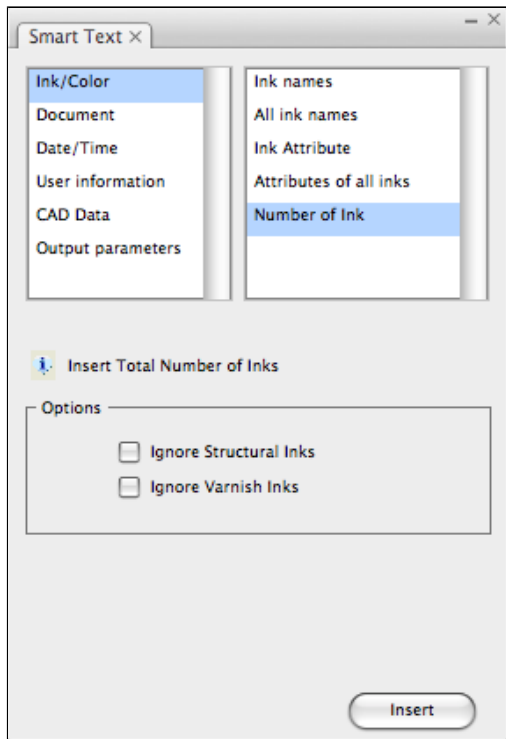 Smart Text
Ink/Color
Document
Date/Time
User information
CAD Data
Output parameters
Ink names
All ink names
Ink Attribute
Attributes of all inks
Number of Ink
Insert Total Number of Inks
Options
Ignore Structural Inks
Ignore Varnish Inks
Insert